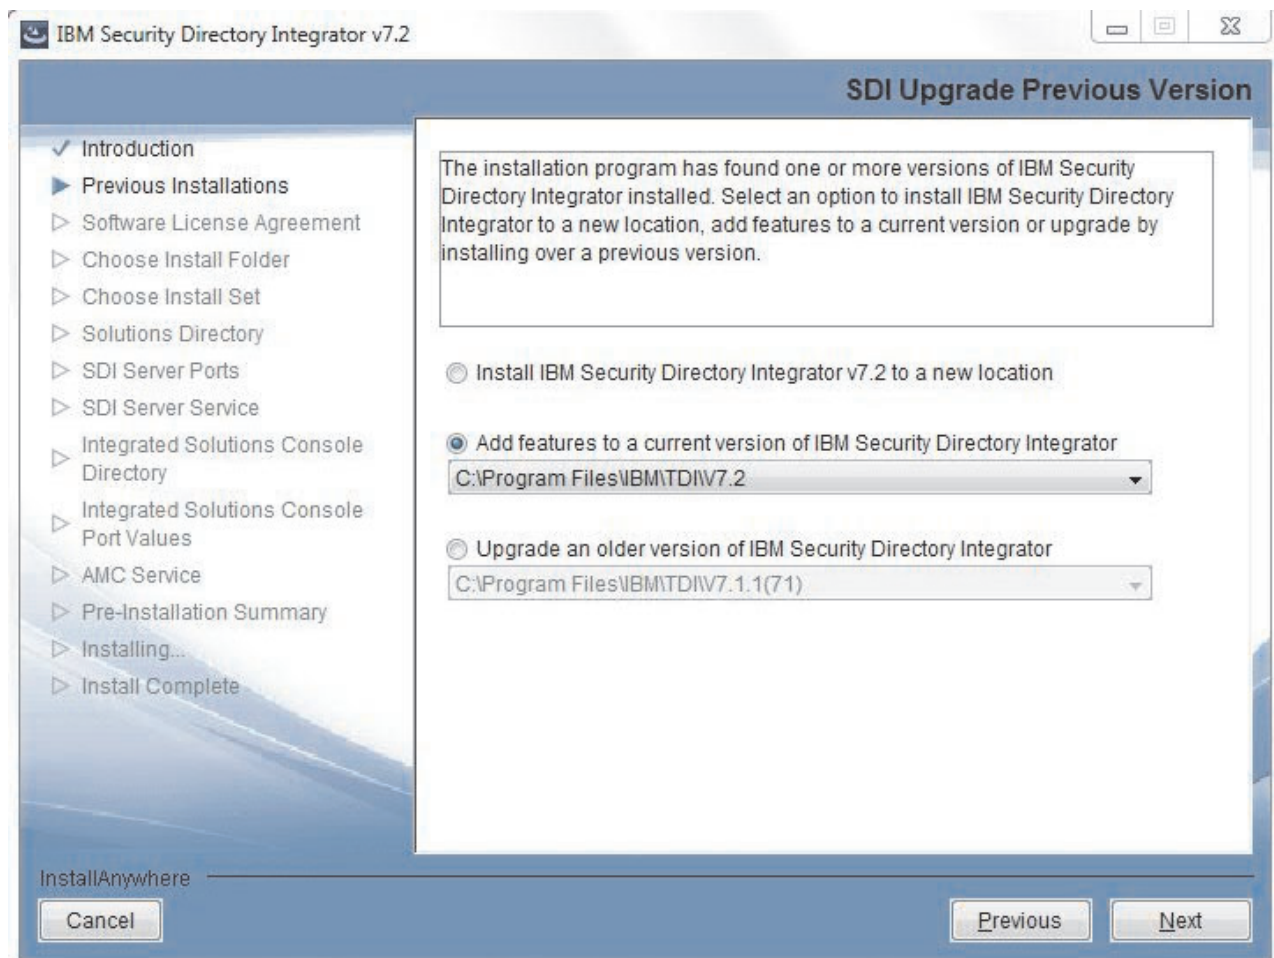 IBM Security Directory Integrator v7.2
SDI Upgrade Previous Version
Introduction
Previous Installations
Software License Agreement
Choose Install Folder
Choose Install Set
Solutions Directory
SDI Server Ports
SDI Server Service
Integrated Solutions Console
Directory
Integrated Solutions Console
Port Values
AMC Service
Pre-Installation Summary
Installing...
Install Complete
The installation program has found one or more versions of IBM Security
Directory Integrator installed. Select an option to install IBM Security Directory
Integrator to a new location, add features to a current version or upgrade by
installing over a previous version.
Install IBM Security Directory Integrator v7.2 to a new location
Add features to a current version of IBM Security Directory Integrator
C:\Program Files\IBM\TDI\V7.2
Upgrade an older version of IBM Security Directory Integrator
C:\Program Files\IBM\TDI\V7.1.1(71)
InstallAnywhere
Cancel
Previous
Next